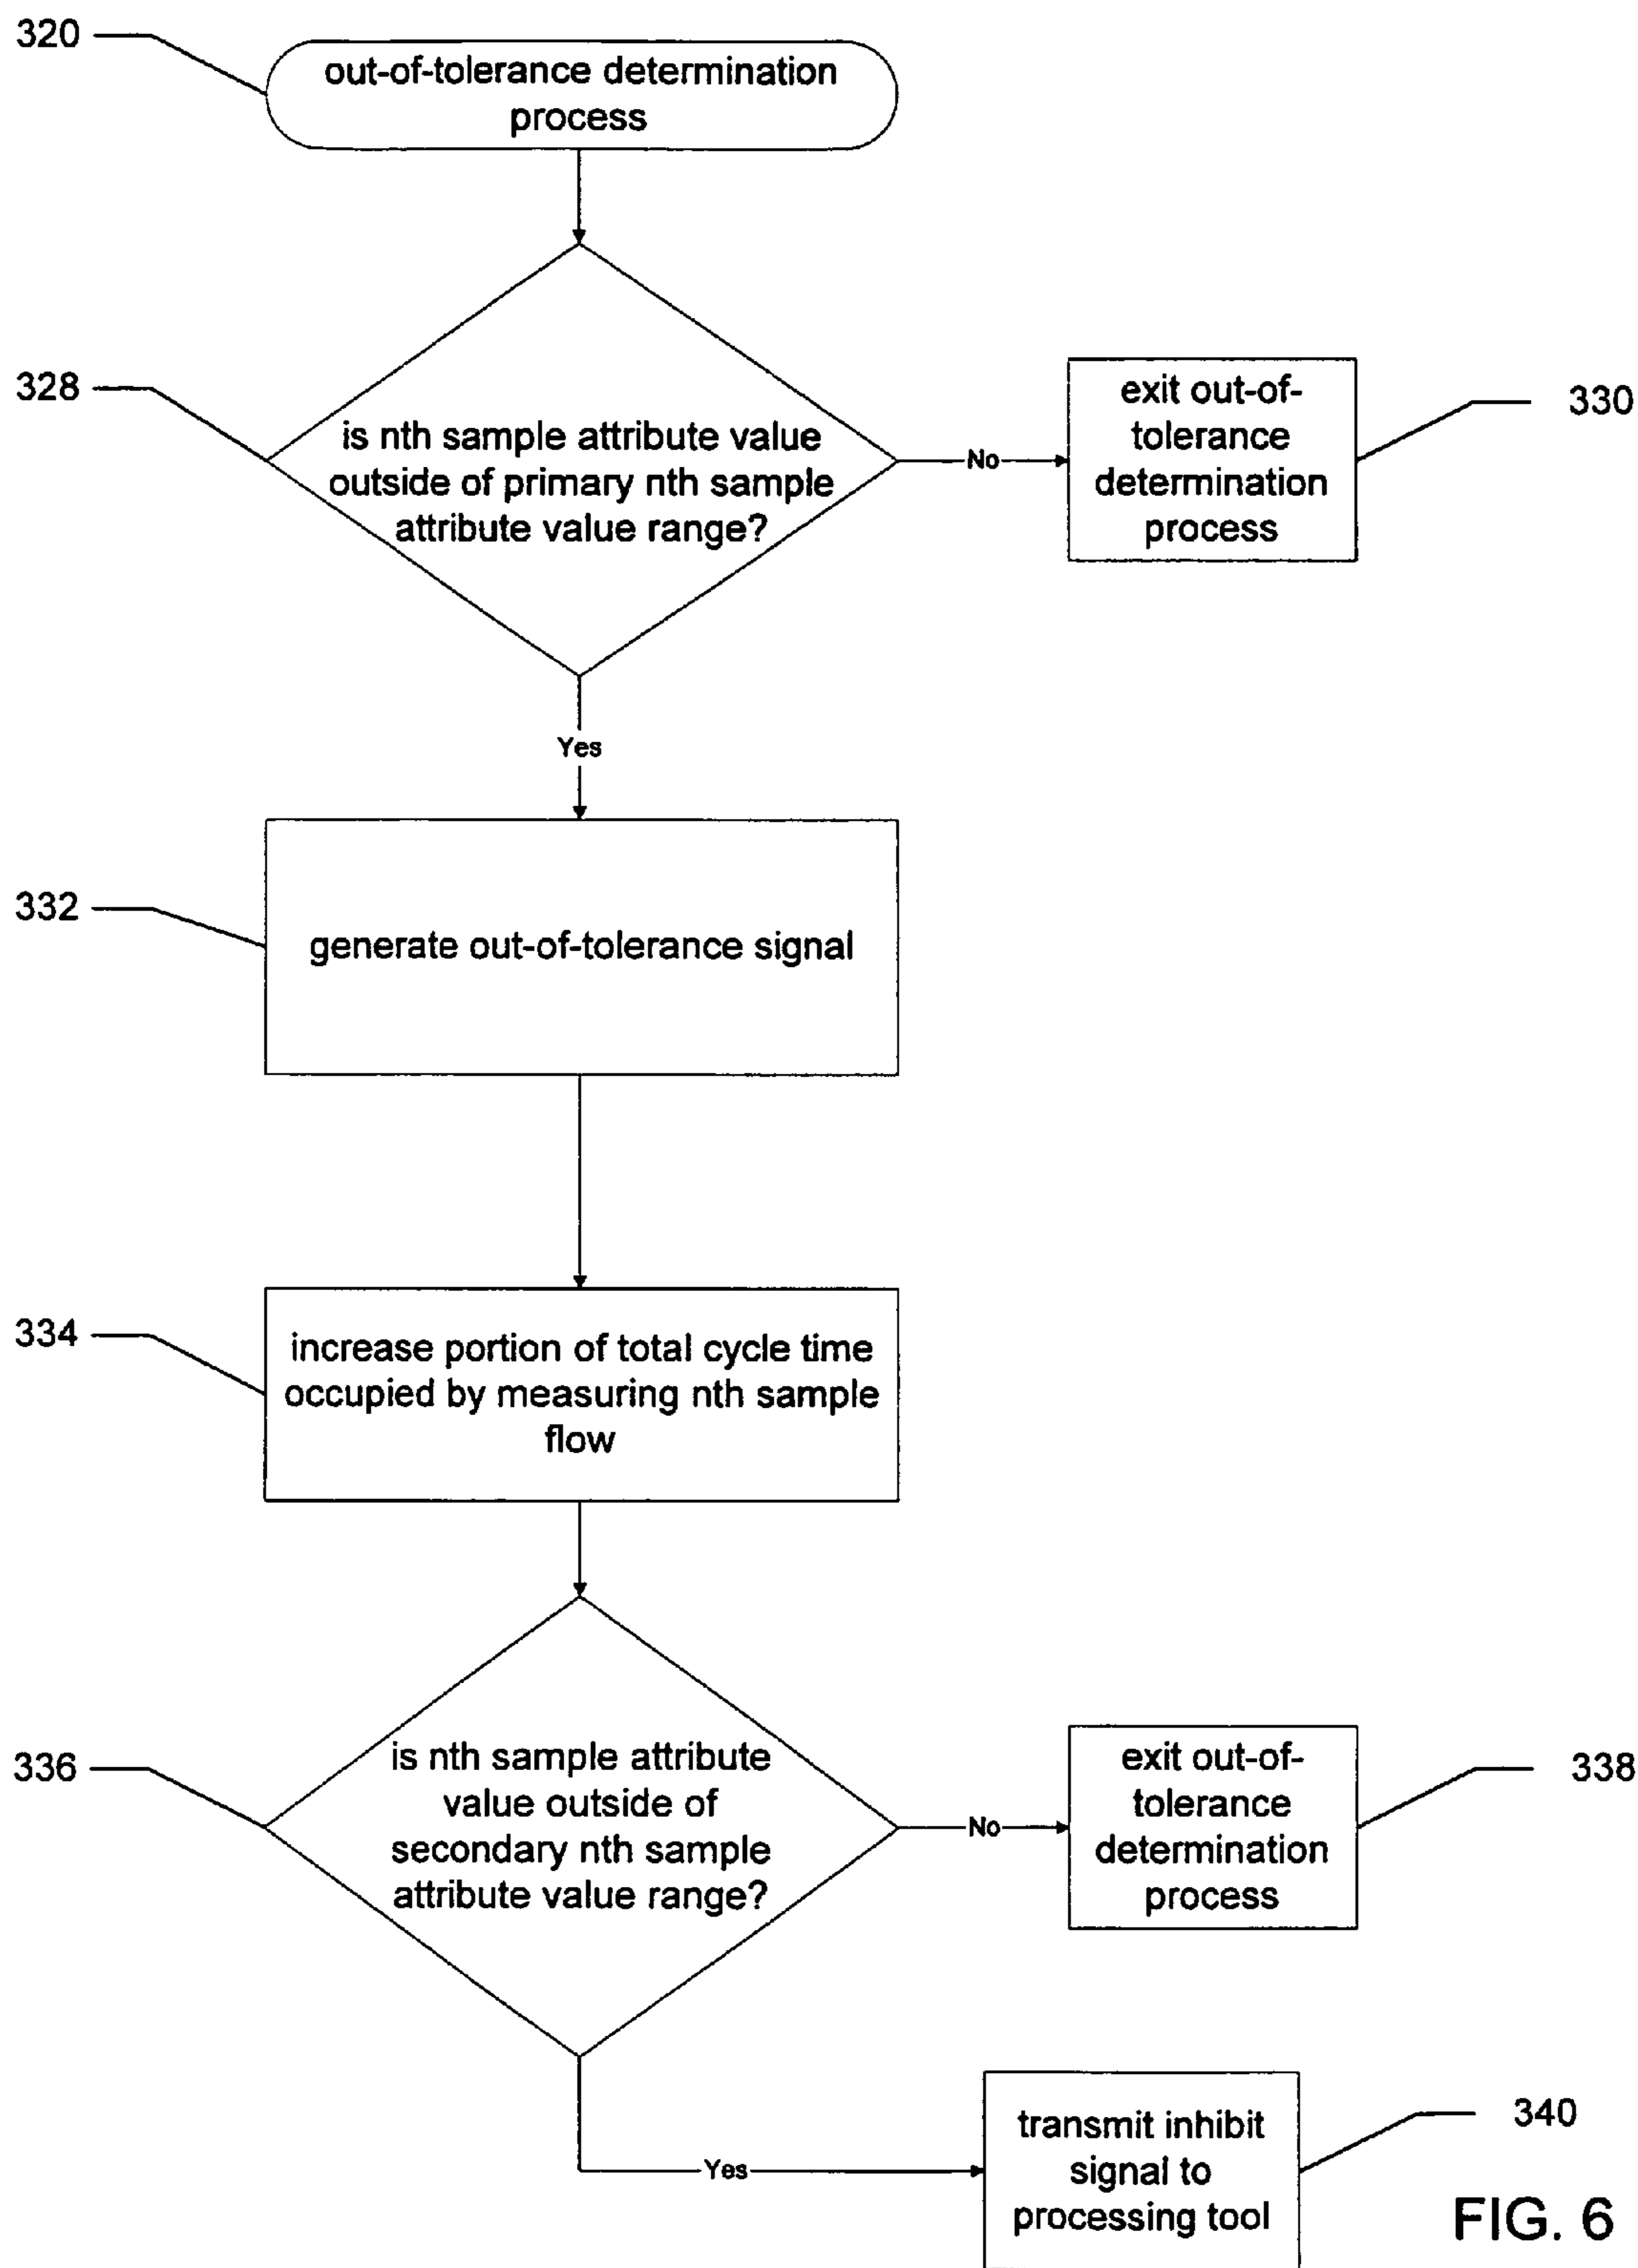 320
out-of-tolerance determination
process
328
is nth sample attribute value
outside of primary nth sample
attribute value range?
No
exit out-of-
tolerance
determination
process
330
Yes
332
generate out-of-tolerance signal
334
increase portion of total cycle time
occupied by measuring nth sample
flow
336
is nth sample attribute
value outside of
secondary nth sample
attribute value range?
No
exit out-of-
tolerance
determination
process
338
Yes
transmit inhibit
signal to
processing tool
340
FIG. 6